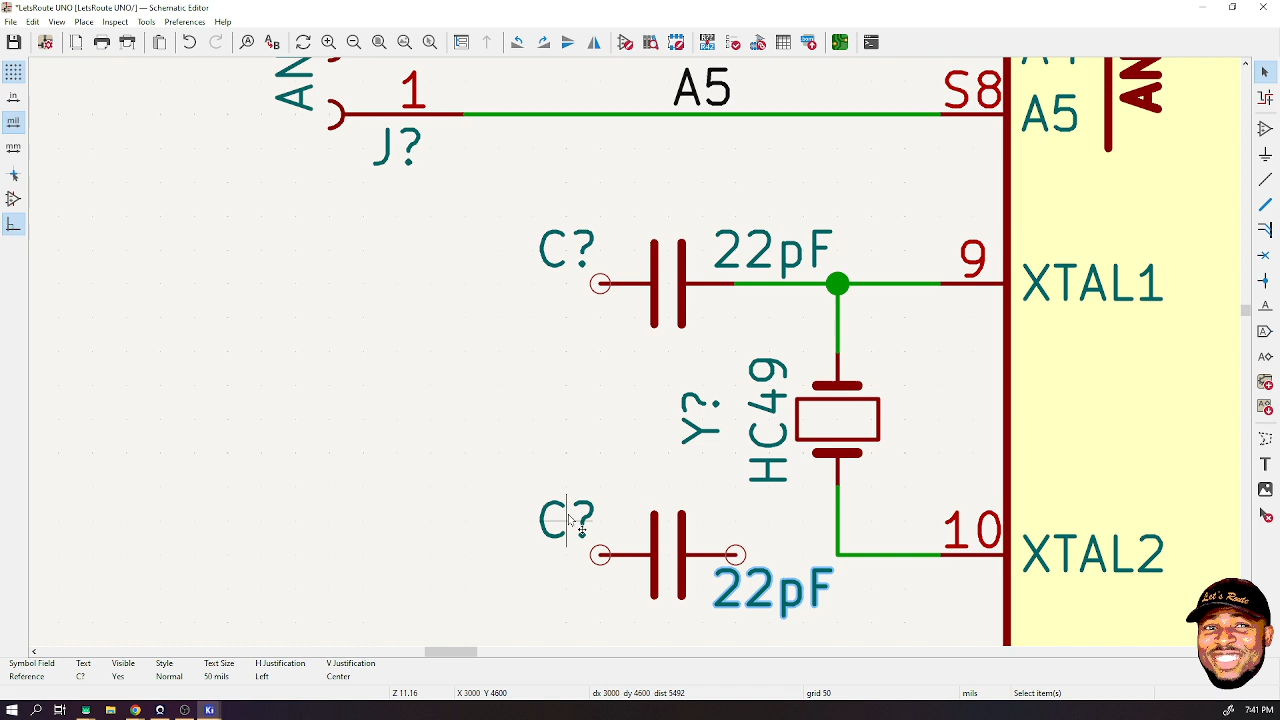 *LetsRoute UNO [LetsRoute UNO/] — Schematic Editor
File Edit View Place Inspect Tools Preferences Help
in
mil
mm
AN
1
A5
S8
A5
AN
J?
C?
22pF
9
XTAL1
Y?
HC49
C?
22pF
10
XTAL2
Let's Route
Symbol Field Text Visible Style Text Size H Justification V Justification
Reference C? Yes Normal 50 mils Left Center
Z 11.16 X 3000 Y 4600 dx 3000 dy 4600 dist 5492 grid 50 mils Select item(s)
7:41 PM